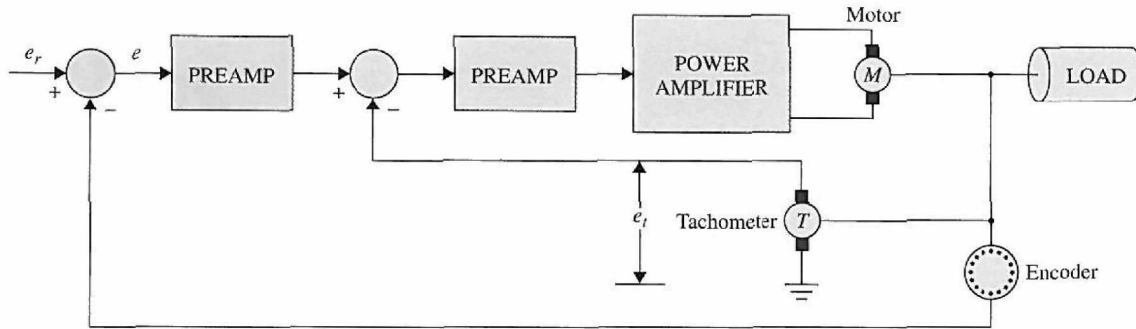 Motor
e_r
e
PREAMP
PREAMP
POWER
AMPLIFIER
M
LOAD
+
−
+
−
e_t
Tachometer
T
Encoder